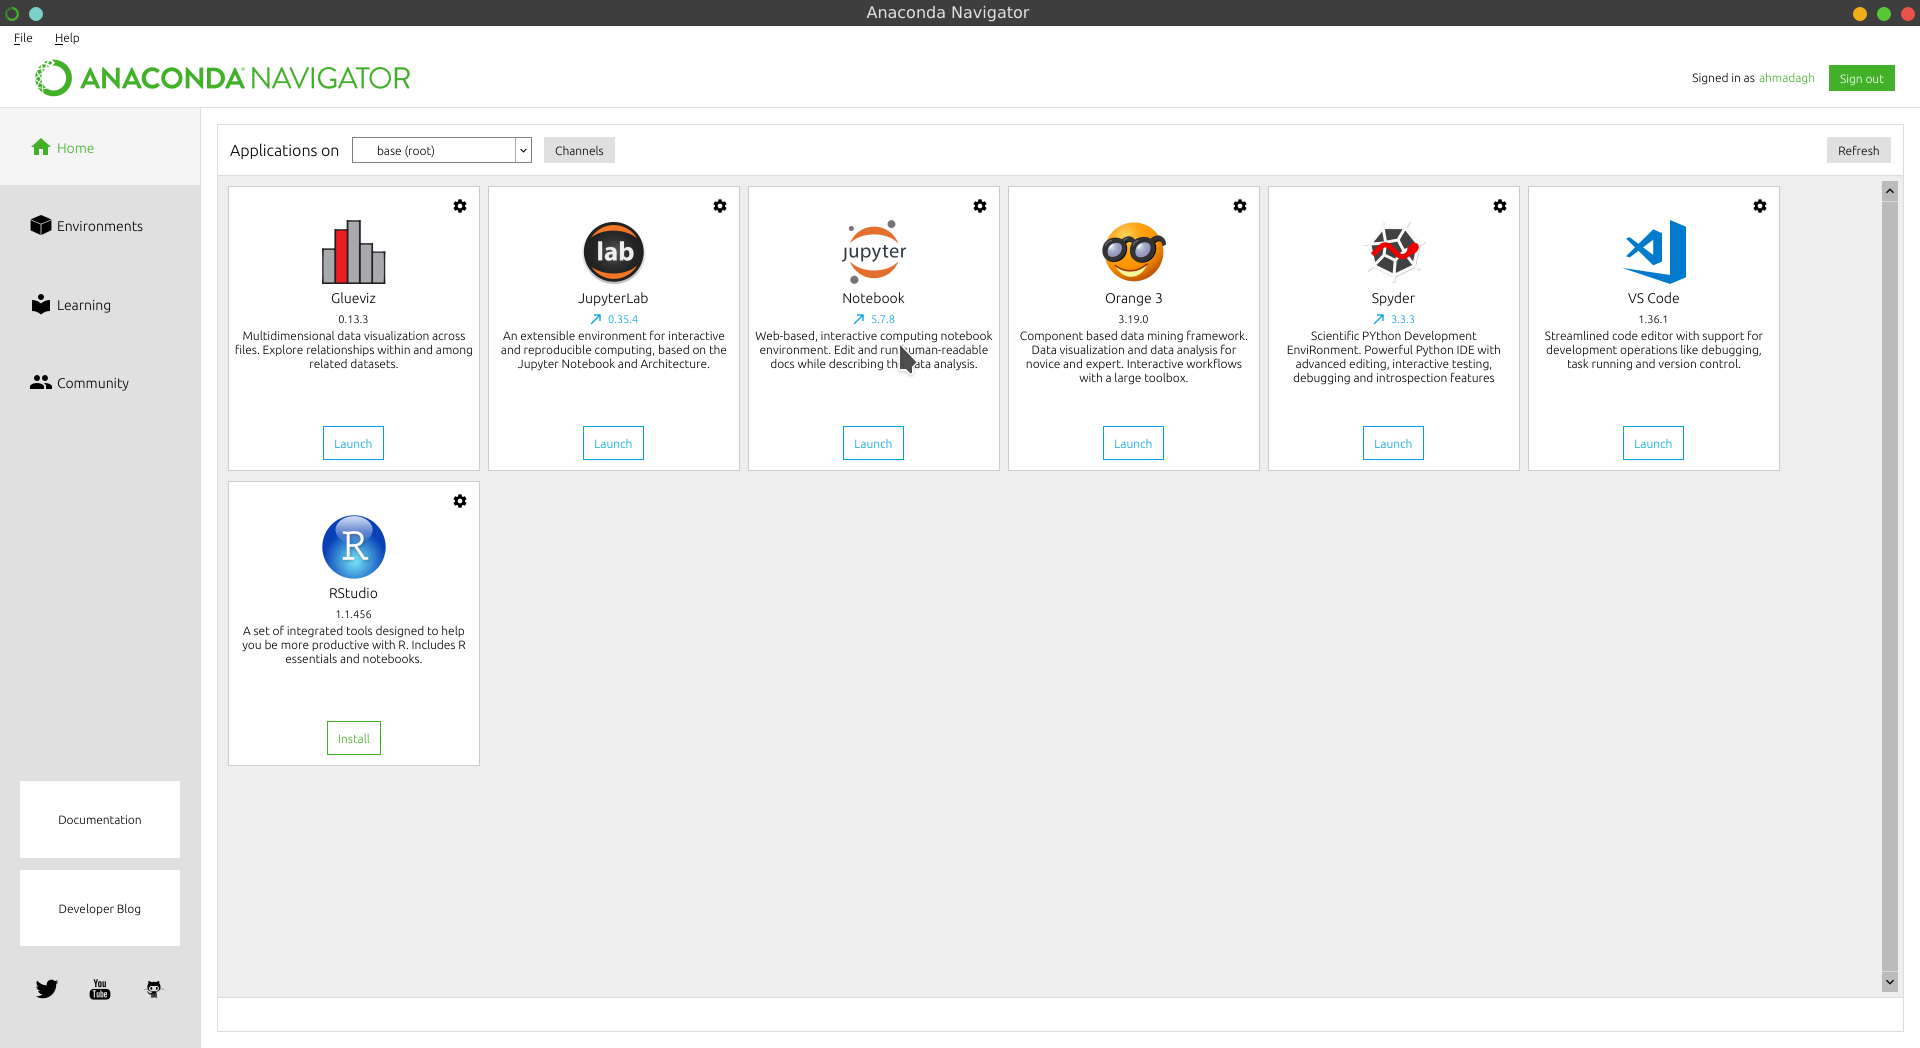 Anaconda Navigator
File Help
ANACONDA NAVIGATOR
Signed in as ahmadagh Sign out
Home
Environments
Learning
Community
Documentation
Developer Blog
You
Tube
Applications on base (root) Channels Refresh
Glueviz
0.13.3
Multidimensional data visualization across
files. Explore relationships within and among
related datasets.
Launch
lab
JupyterLab
0.35.4
An extensible environment for interactive
and reproducible computing, based on the
Jupyter Notebook and Architecture.
Launch
jupyter
Notebook
5.7.8
Web-based, interactive computing notebook
environment. Edit and run human-readable
docs while describing the data analysis.
Launch
Orange 3
3.19.0
Component based data mining framework.
Data visualization and data analysis for
novice and expert. Interactive workflows
with a large toolbox.
Launch
Spyder
3.3.3
Scientific PYthon Development
EnviRonment. Powerful Python IDE with
advanced editing, interactive testing,
debugging and introspection features
Launch
VS Code
1.36.1
Streamlined code editor with support for
development operations like debugging,
task running and version control.
Launch
R
RStudio
1.1.456
A set of integrated tools designed to help
you be more productive with R. Includes R
essentials and notebooks.
Install